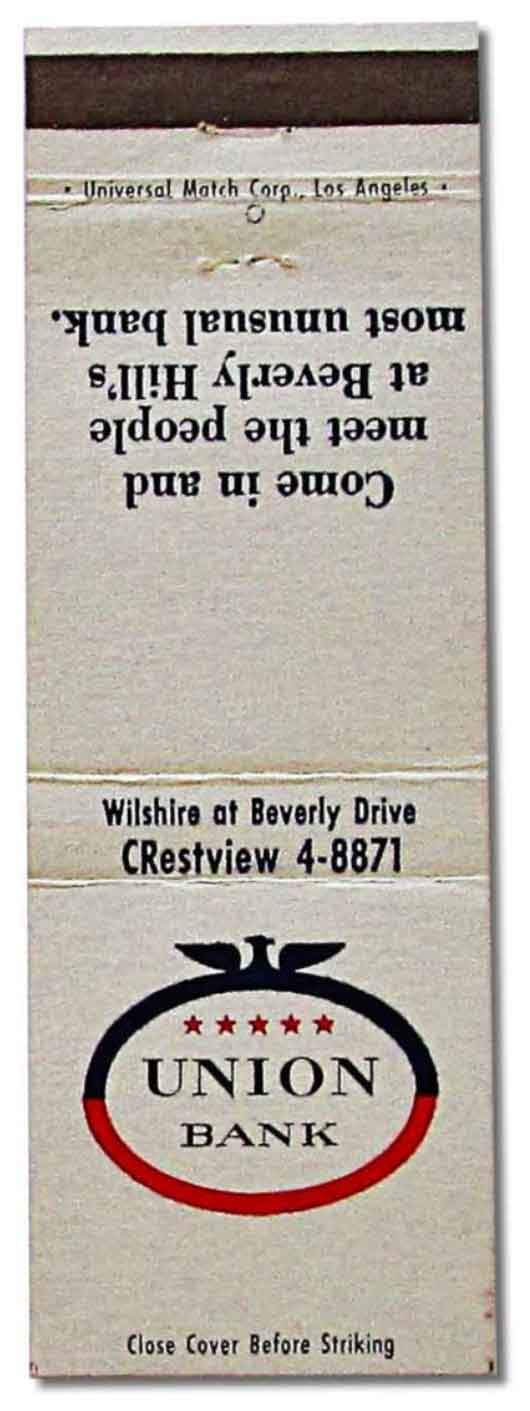 • Universal Match Corp., Los Angeles •
Come in and
meet the people
at Beverly Hill's
most unusual bank.
Wilshire at Beverly Drive
CRestview 4-8871
UNION
BANK
Close Cover Before Striking